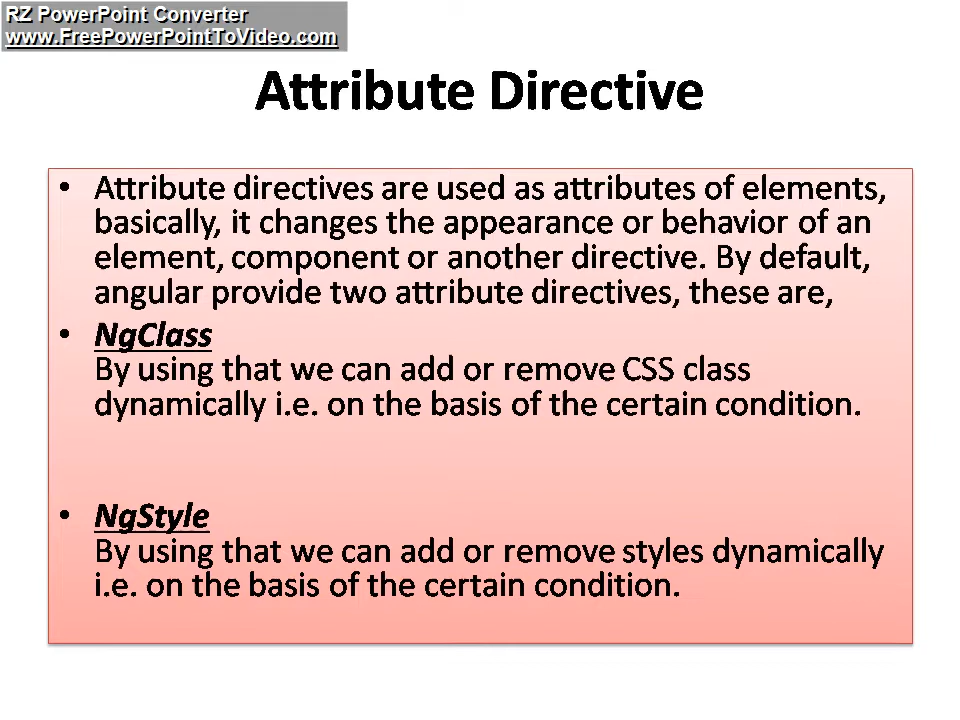 RZ PowerPoint Converter
www.FreePowerPointToVideo.com
Attribute Directive
• Attribute directives are used as attributes of elements,
basically, it changes the appearance or behavior of an
element, component or another directive. By default,
angular provide two attribute directives, these are,
• NgClass
By using that we can add or remove CSS class
dynamically i.e. on the basis of the certain condition.
• NgStyle
By using that we can add or remove styles dynamically
i.e. on the basis of the certain condition.